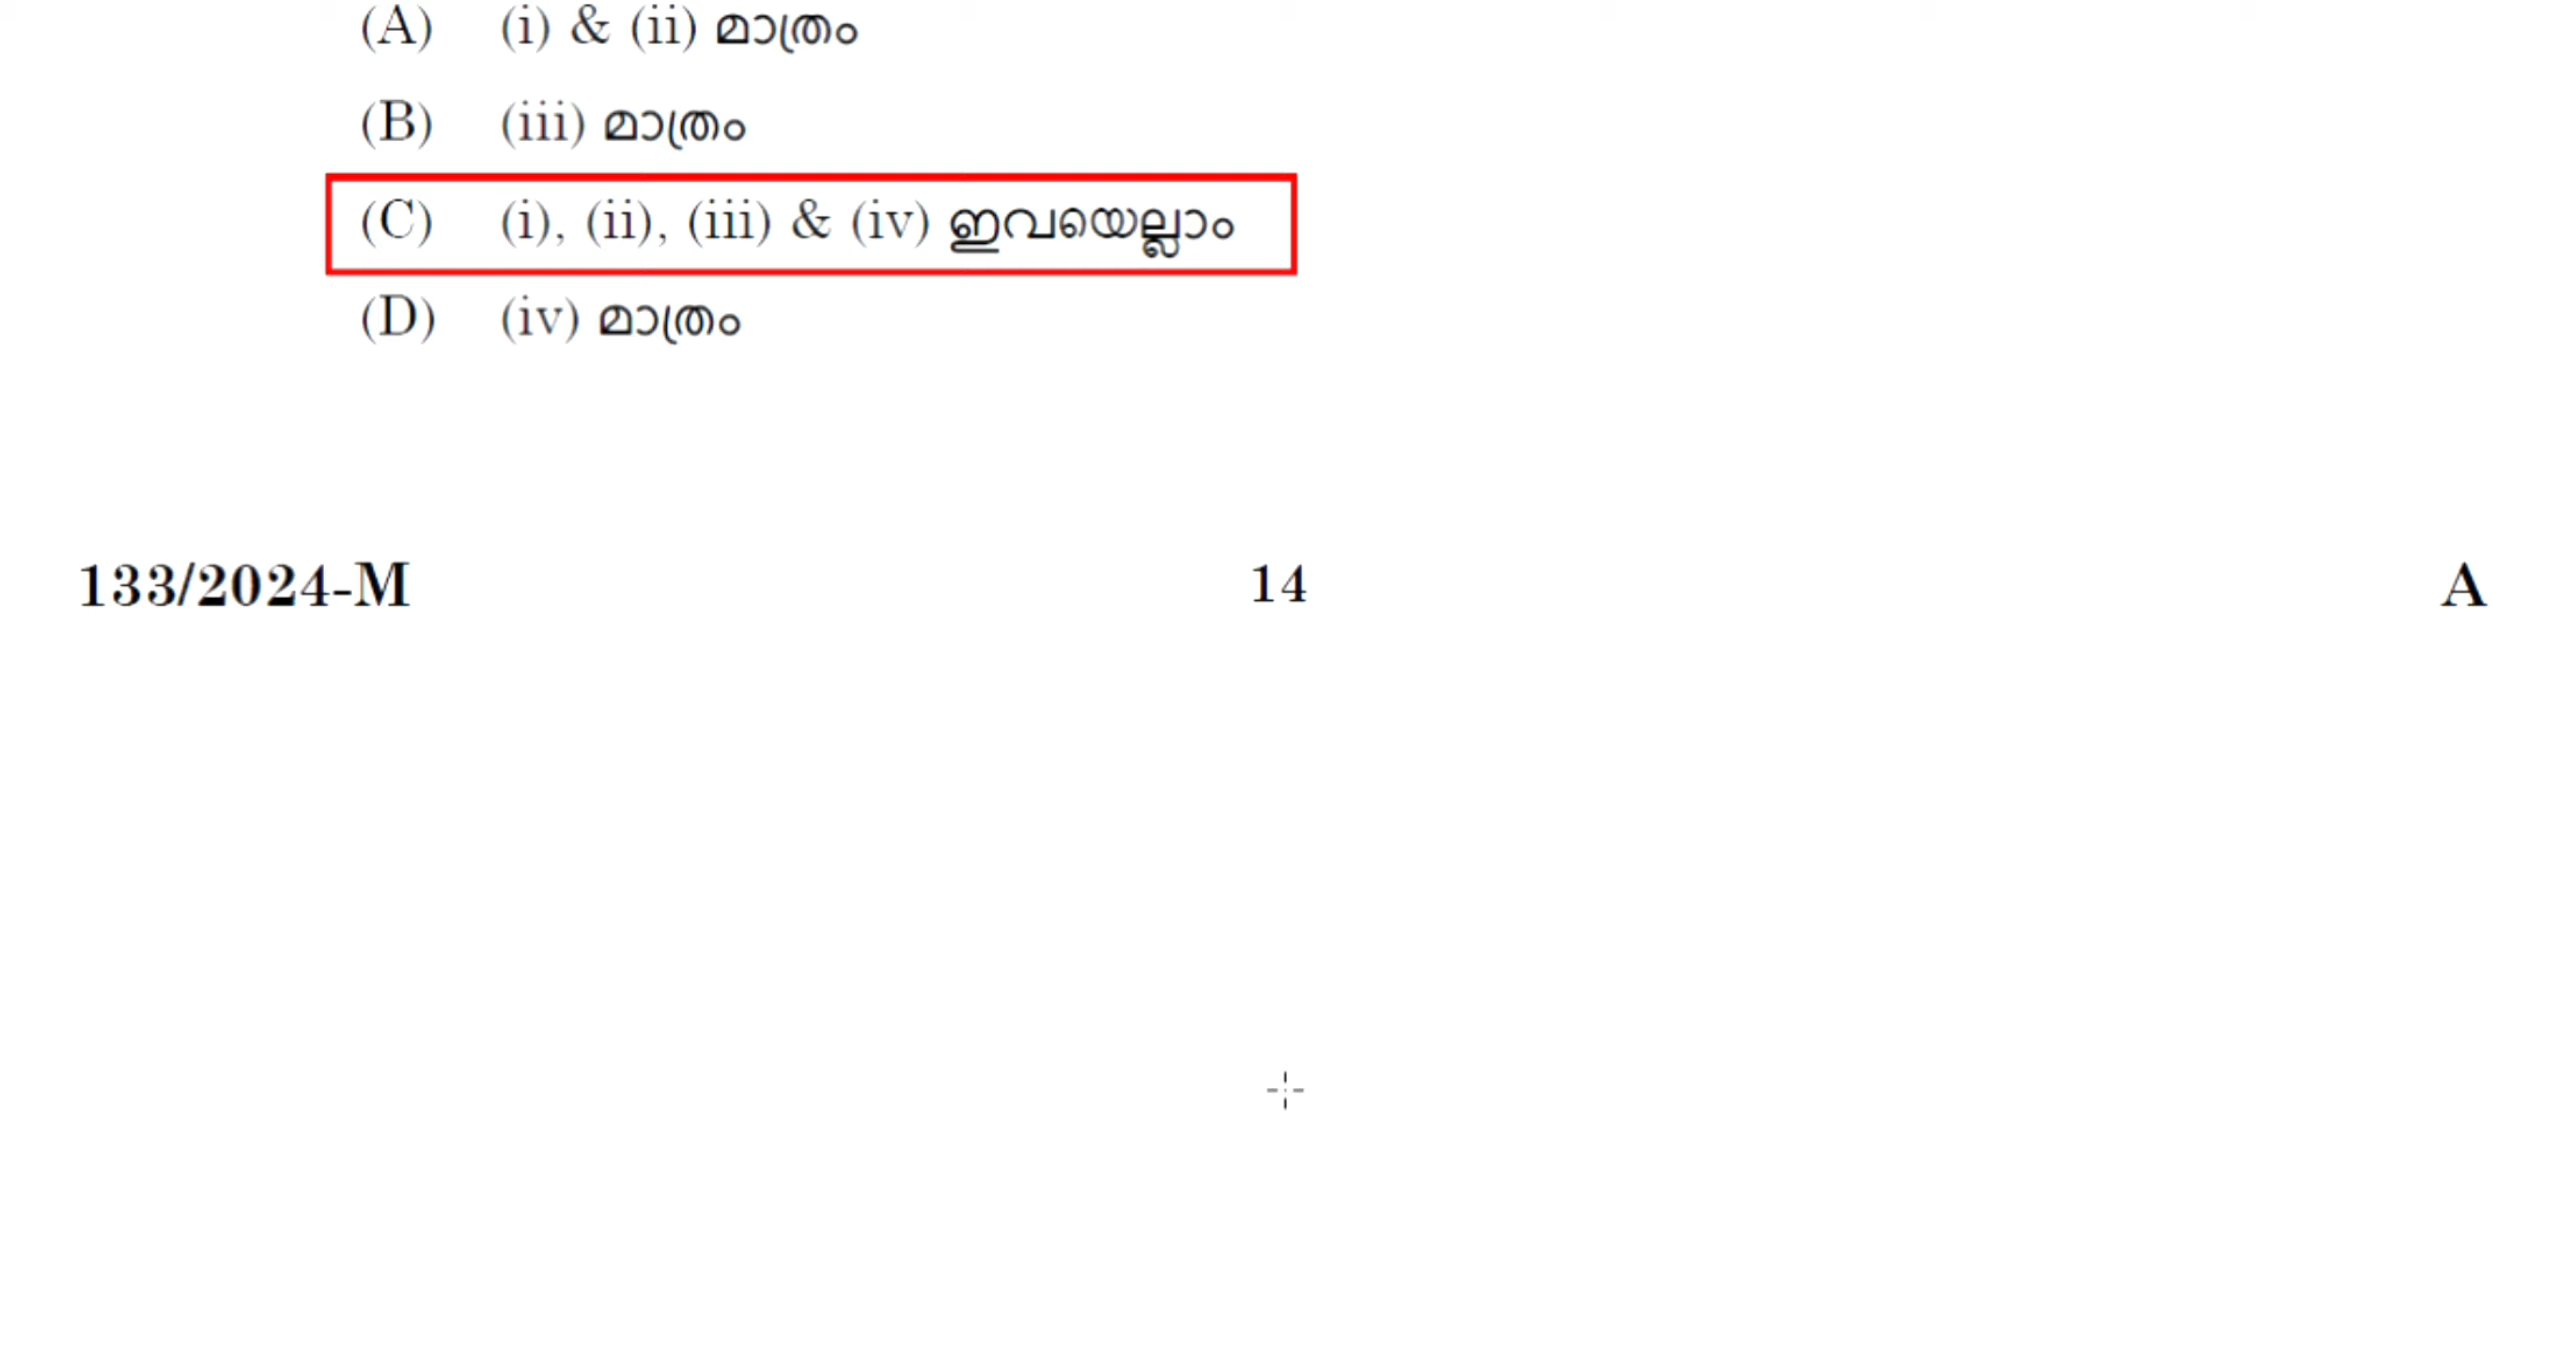 (A) (i) & (ii) മാത്രം
(B) (iii) മാത്രം
(C) (i), (ii), (iii) & (iv) ഇവയെല്ലാം
(D) (iv) മാത്രം
133/2024-M 14 A